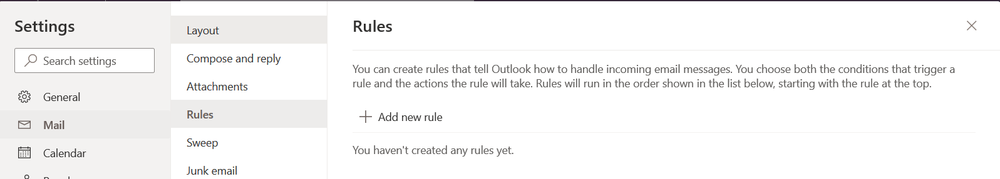 Settings
Search settings
General
Mail
Calendar
Layout
Compose and reply
Attachments
Rules
Sweep
Junk email
Rules
You can create rules that tell Outlook how to handle incoming email messages. You choose both the conditions that trigger a
rule and the actions the rule will take. Rules will run in the order shown in the list below, starting with the rule at the top.
Add new rule
You haven't created any rules yet.